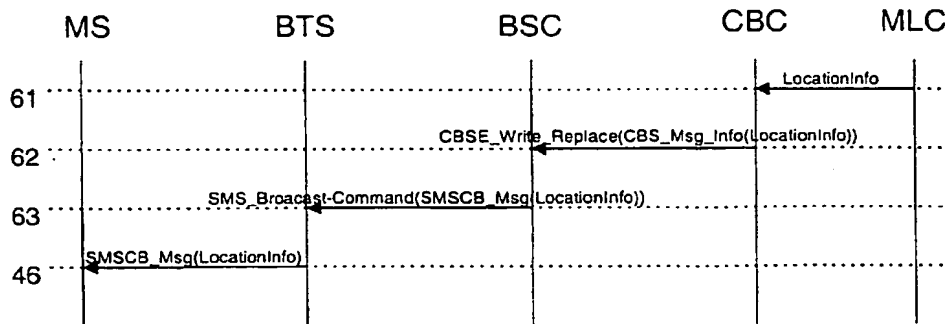 MS BTS BSC CBC MLC
61 LocationInfo
62 CBSE_Write_Replace(CBS_Msg_Info(LocationInfo))
63 SMS_Broacast-Command(SMSCB_Msg(LocationInfo))
46 SMSCB_Msg(LocationInfo)